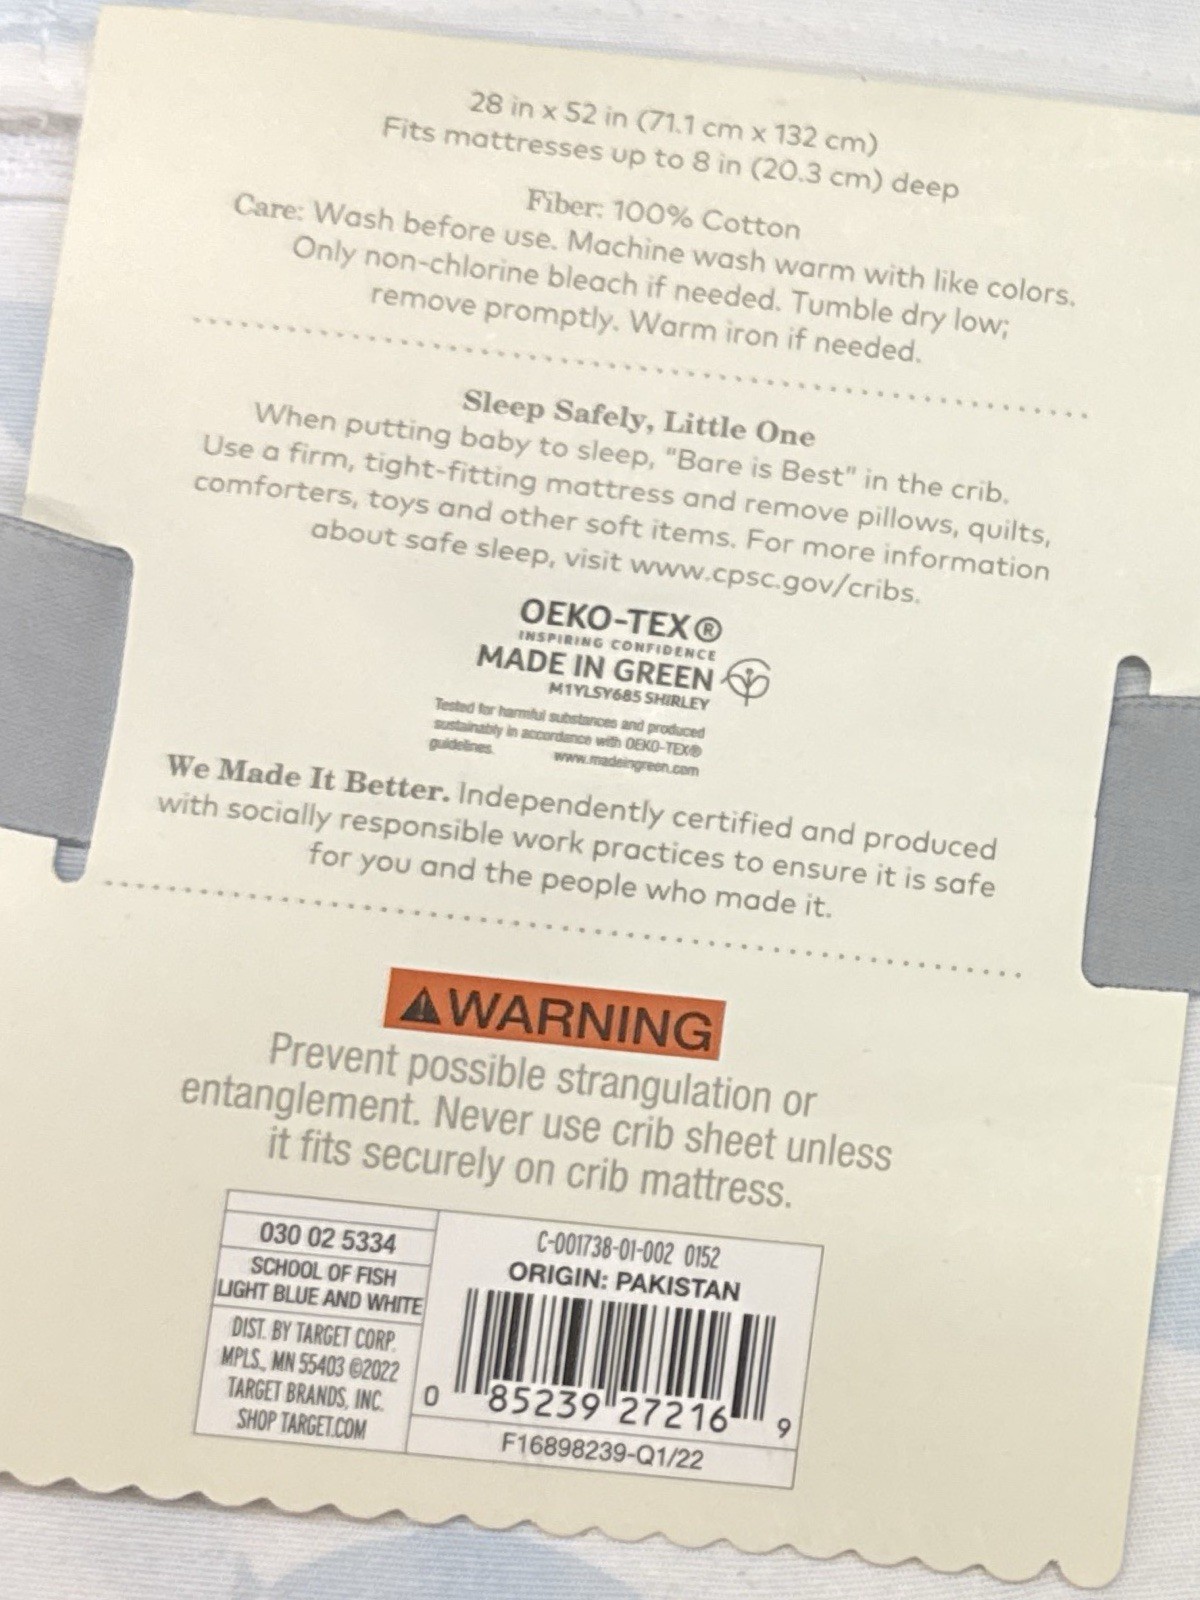 28 in x 52 in (71.1 cm x 132 cm)
Fits mattresses up to 8 in (20.3 cm) deep
Fiber: 100% Cotton
Care: Wash before use. Machine wash warm with like colors.
Only non-chlorine bleach if needed. Tumble dry low;
remove promptly. Warm iron if needed.
Sleep Safely, Little One
When putting baby to sleep, "Bare is Best" in the crib.
Use a firm, tight-fitting mattress and remove pillows, quilts,
comforters, toys and other soft items. For more information
about safe sleep, visit www.cpsc.gov/cribs.
OEKO-TEX®
INSPIRING CONFIDENCE
MADE IN GREEN
M1YLSY685 SHIRLEY
Tested for harmful substances and produced
sustainably in accordance with OEKO-TEX®
guidelines. www.madeingreen.com
We Made It Better. Independently certified and produced
with socially responsible work practices to ensure it is safe
for you and the people who made it.
WARNING
Prevent possible strangulation or
entanglement. Never use crib sheet unless
it fits securely on crib mattress.
030 02 5334
SCHOOL OF FISH
LIGHT BLUE AND WHITE
DIST. BY TARGET CORP.
MPLS., MN 55403 ©2022
TARGET BRANDS, INC.
SHOP TARGET.COM
C-001738-01-002 0152
ORIGIN: PAKISTAN
0 85239 27216 9
F16898239-Q1/22